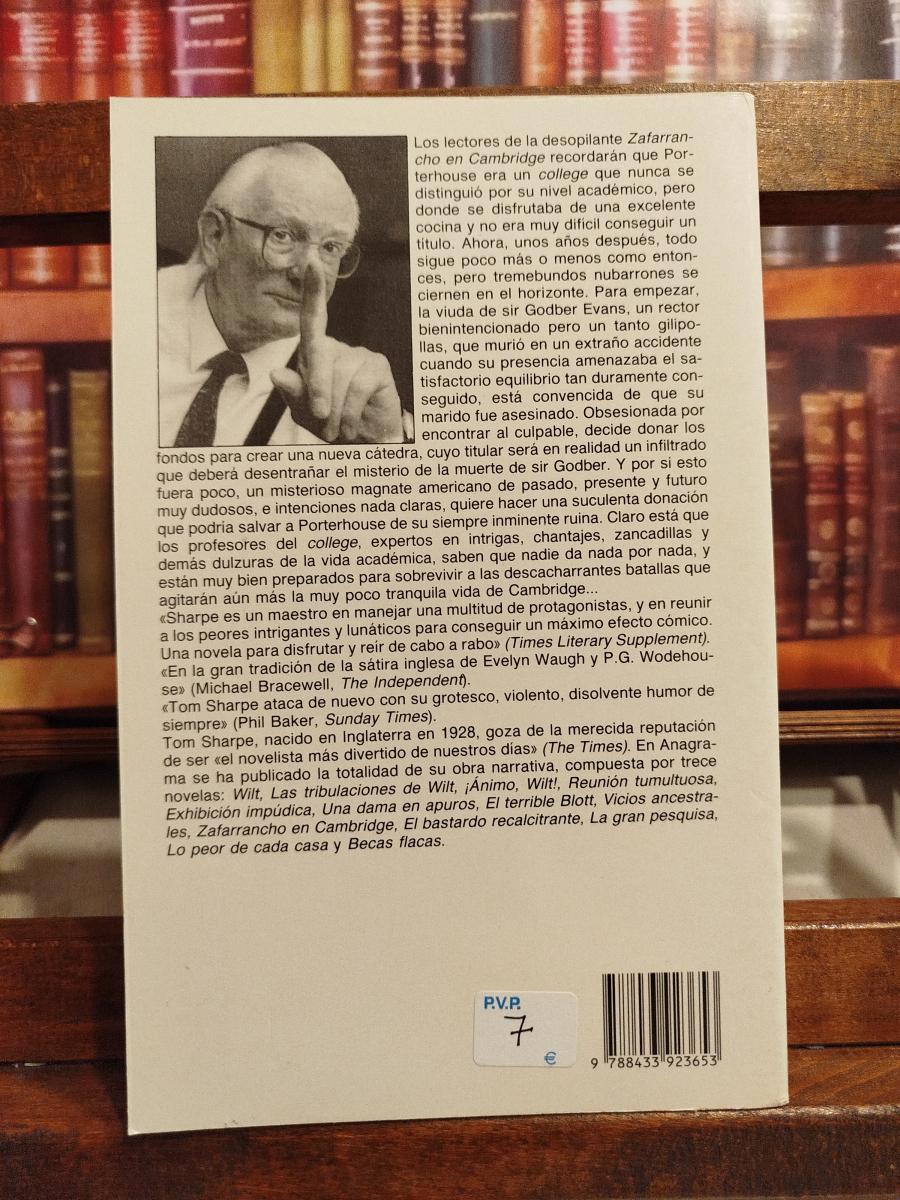 Los lectores de la desopilante Zafarran-
cho en Cambridge recordarán que Por-
terhouse era un college que nunca se
distinguió por su nivel académico, pero
donde se disfrutaba de una excelente
cocina y no era muy difícil conseguir un
título. Ahora, unos años después, todo
sigue poco más o menos como enton-
ces, pero tremebundos nubarrones se
ciernen en el horizonte. Para empezar,
la viuda de sir Godber Evans, un rector
bienintencionado pero un tanto gilipo-
llas, que murió en un extraño accidente
cuando su presencia amenazaba el sa-
tisfactorio equilibrio tan duramente con-
seguido, está convencida de que su
marido fue asesinado. Obsesionada por
encontrar al culpable, decide donar los
fondos para crear una nueva cátedra, cuyo titular será en realidad un infiltrado
que deberá desentrañar el misterio de la muerte de sir Godber. Y por si esto
fuera poco, un misterioso magnate americano de pasado, presente y futuro
muy dudosos, e intenciones nada claras, quiere hacer una suculenta donación
que podría salvar a Porterhouse de su siempre inminente ruina. Claro está que
los profesores del college, expertos en intrigas, chantajes, zancadillas y
demás dulzuras de la vida académica, saben que nadie da nada por nada, y
están muy bien preparados para sobrevivir a las descacharrantes batallas que
agitarán aún más la muy poco tranquila vida de Cambridge...
«Sharpe es un maestro en manejar una multitud de protagonistas, y en reunir
a los peores intrigantes y lunáticos para conseguir un máximo efecto cómico.
Una novela para disfrutar y reír de cabo a rabo» (Times Literary Supplement).
«En la gran tradición de la sátira inglesa de Evelyn Waugh y P.G. Wodehou-
se» (Michael Bracewell, The Independent).
«Tom Sharpe ataca de nuevo con su grotesco, violento, disolvente humor de
siempre» (Phil Baker, Sunday Times).
Tom Sharpe, nacido en Inglaterra en 1928, goza de la merecida reputación
de ser «el novelista más divertido de nuestros días» (The Times). En Anagra-
ma se ha publicado la totalidad de su obra narrativa, compuesta por trece
novelas: Wilt, Las tribulaciones de Wilt, ¡Ánimo, Wilt!, Reunión tumultuosa,
Exhibición impúdica, Una dama en apuros, El terrible Blott, Vicios ancestra-
les, Zafarrancho en Cambridge, El bastardo recalcitrante, La gran pesquisa,
Lo peor de cada casa y Becas flacas.
P.V.P.
7
€
9 788433 923653